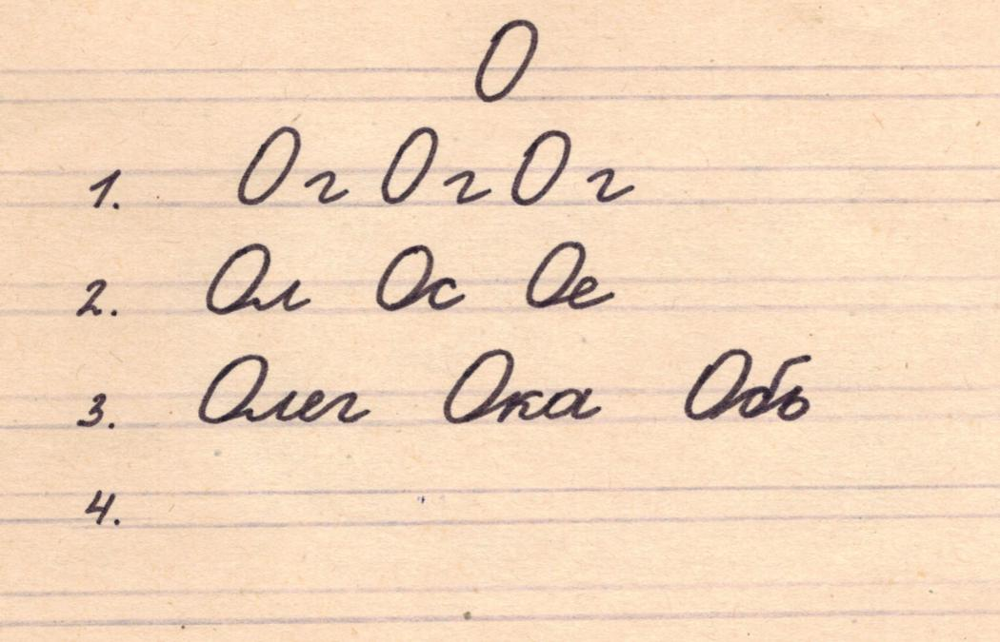 О
1. Ог Ог Ог
2. Ол Ос Ое
3. Олег Ока Обь
4.